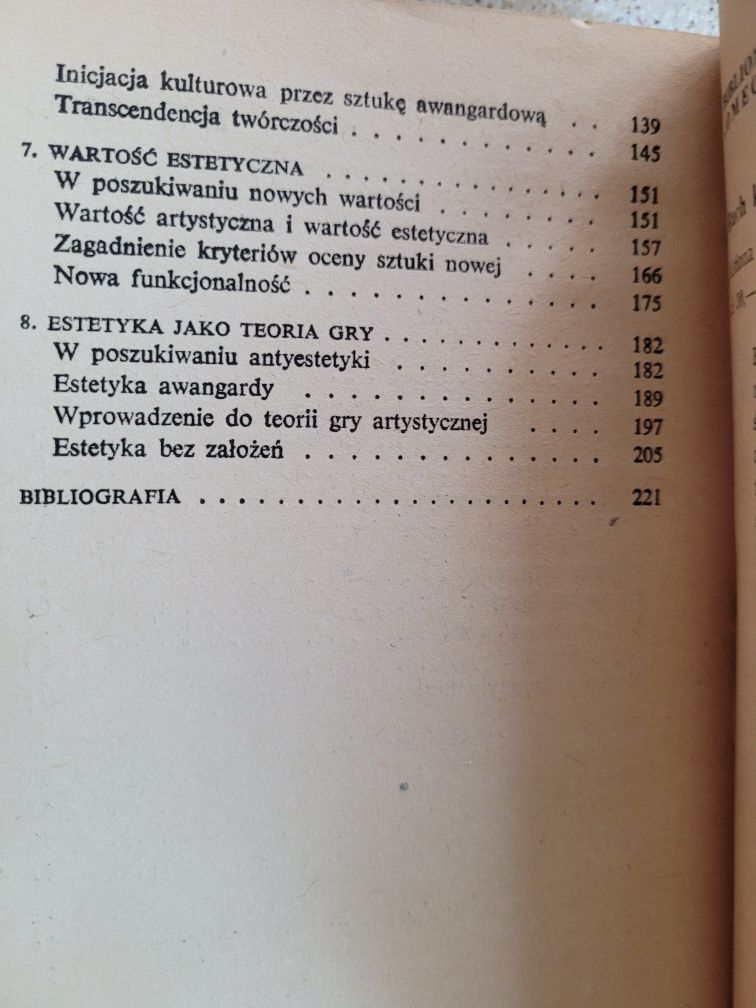 Inicjacja kulturowa przez sztukę awangardową . . 139
Transcendencja twórczości . . . . . . . . . . 145
7. WARTOŚĆ ESTETYCZNA . . . . . . . . . . . . 151
W poszukiwaniu nowych wartości . . . . . . . 151
Wartość artystyczna i wartość estetyczna . . . . . 157
Zagadnienie kryteriów oceny sztuki nowej . . . . 166
Nowa funkcjonalność . . . . . . . . . . . . 175
8. ESTETYKA JAKO TEORIA GRY . . . . . . . . . . 182
W poszukiwaniu antyestetyki . . . . . . . . . 182
Estetyka awangardy . . . . . . . . . . . . 189
Wprowadzenie do teorii gry artystycznej . . . . 197
Estetyka bez założeń . . . . . . . . . . . . 205
BIBLIOGRAFIA . . . . . . . . . . . . . . . . . . . 221